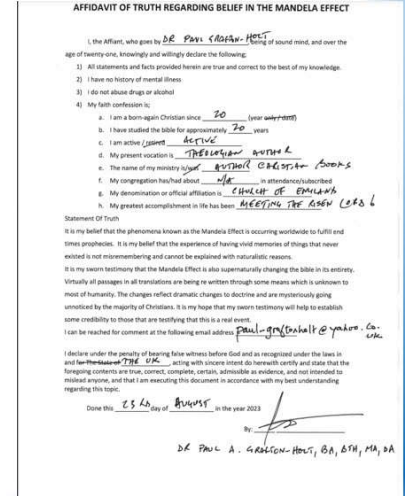 AFFIDAVIT OF TRUTH REGARDING BELIEF IN THE MANDELA EFFECT
I, the Affiant, who goes by DR PAUL GRAFTON-HOLT being of sound mind, and over the
age of twenty-one, knowingly and willingly declare the following;
1) All statements and facts provided herein are true and correct to the best of my knowledge.
2) I have no history of mental illness
3) I do not abuse drugs or alcohol
4) My faith confession is;
a. I am a born-again Christian since 20 (year only / date)
b. I have studied the bible for approximately 20 years
c. I am active / retired ACTIVE
d. My present vocation is THEOLOGIAN AUTHOR
e. The name of my ministry is/was AUTHOR CHRISTIAN BOOKS
f. My congregation has/had about N/A in attendance/subscribed
g. My denomination or official affiliation is CHURCH OF ENGLAND
h. My greatest accomplishment in life has been MEETING THE RISEN LORD
Statement Of Truth
It is my belief that the phenomena known as the Mandela Effect is occurring worldwide to fulfill end
times prophecies. It is my belief that the experience of having vivid memories of things that never
existed is not misremembering and cannot be explained with naturalistic reasons.
It is my sworn testimony that the Mandela Effect is also supernaturally changing the bible in its entirety.
Virtually all passages in all translations are being re written through some means which is unknown to
most of humanity. The changes reflect dramatic changes to doctrine and are mysteriously going
unnoticed by the majority of Christians. It is my hope that my sworn testimony will help to establish
some credibility to those that are testifying that this is a real event.
I can be reached for comment at the following email address paul-graftonholt@yahoo.co.
uk
I declare under the penalty of bearing false witness before God and as recognized under the laws in
and for The State of THE UK, acting with sincere intent do herewith certify and state that the
foregoing contents are true, correct, complete, certain, admissible as evidence, and not intended to
mislead anyone, and that I am executing this document in accordance with my best understanding
regarding this topic.
Done this 23 RD day of AUGUST in the year 2023
By:
DR PAUL A. GRAFTON-HOLT, BA, BTH, MA, DA